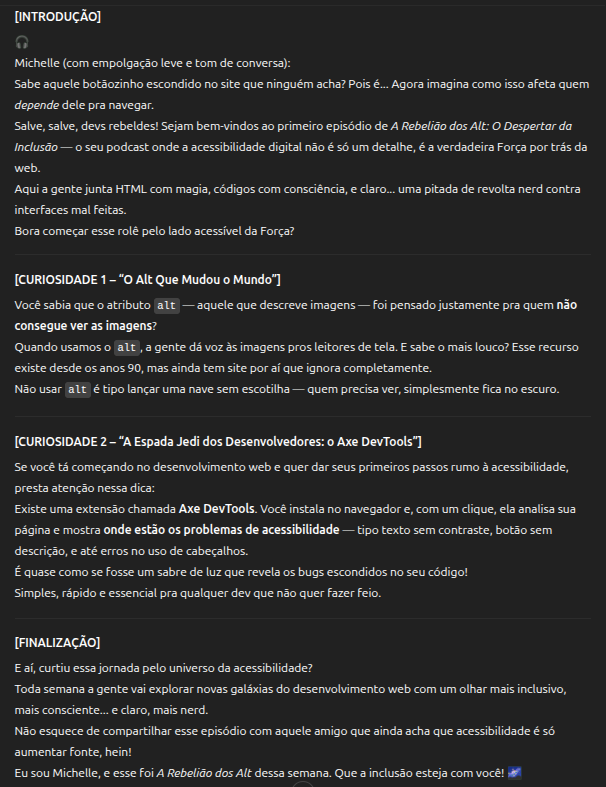 [INTRODUÇÃO]
🎧
Michelle (com empolgação leve e tom de conversa):
Sabe aquele botãozinho escondido no site que ninguém acha? Pois é... Agora imagina como isso afeta quem
depende dele pra navegar.
Salve, salve, devs rebeldes! Sejam bem-vindos ao primeiro episódio de A Rebelião dos Alt: O Despertar da
Inclusão — o seu podcast onde a acessibilidade digital não é só um detalhe, é a verdadeira Força por trás da
web.
Aqui a gente junta HTML com magia, códigos com consciência, e claro... uma pitada de revolta nerd contra
interfaces mal feitas.
Bora começar esse rolê pelo lado acessível da Força?
[CURIOSIDADE 1 – “O Alt Que Mudou o Mundo”]
Você sabia que o atributo alt — aquele que descreve imagens — foi pensado justamente pra quem não
consegue ver as imagens?
Quando usamos o alt, a gente dá voz às imagens pros leitores de tela. E sabe o mais louco? Esse recurso
existe desde os anos 90, mas ainda tem site por aí que ignora completamente.
Não usar alt é tipo lançar uma nave sem escotilha — quem precisa ver, simplesmente fica no escuro.
[CURIOSIDADE 2 – “A Espada Jedi dos Desenvolvedores: o Axe DevTools”]
Se você tá começando no desenvolvimento web e quer dar seus primeiros passos rumo à acessibilidade,
presta atenção nessa dica:
Existe uma extensão chamada Axe DevTools. Você instala no navegador e, com um clique, ela analisa sua
página e mostra onde estão os problemas de acessibilidade — tipo texto sem contraste, botão sem
descrição, e até erros no uso de cabeçalhos.
É quase como se fosse um sabre de luz que revela os bugs escondidos no seu código!
Simples, rápido e essencial pra qualquer dev que não quer fazer feio.
[FINALIZAÇÃO]
E aí, curtiu essa jornada pelo universo da acessibilidade?
Toda semana a gente vai explorar novas galáxias do desenvolvimento web com um olhar mais inclusivo,
mais consciente... e claro, mais nerd.
Não esquece de compartilhar esse episódio com aquele amigo que ainda acha que acessibilidade é só
aumentar fonte, hein!
Eu sou Michelle, e esse foi A Rebelião dos Alt dessa semana. Que a inclusão esteja com você! 🌌